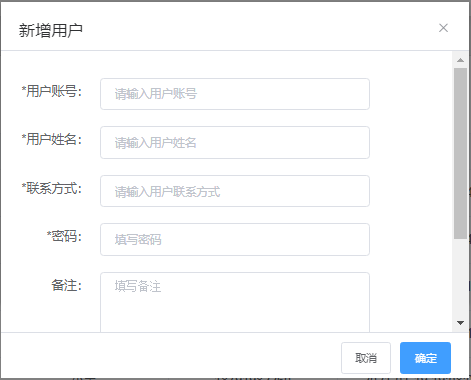 新增用户
*用户账号：
请输入用户账号
*用户姓名：
请输入用户姓名
*联系方式：
请输入用户联系方式
*密码：
填写密码
备注：
填写备注
取消
确定